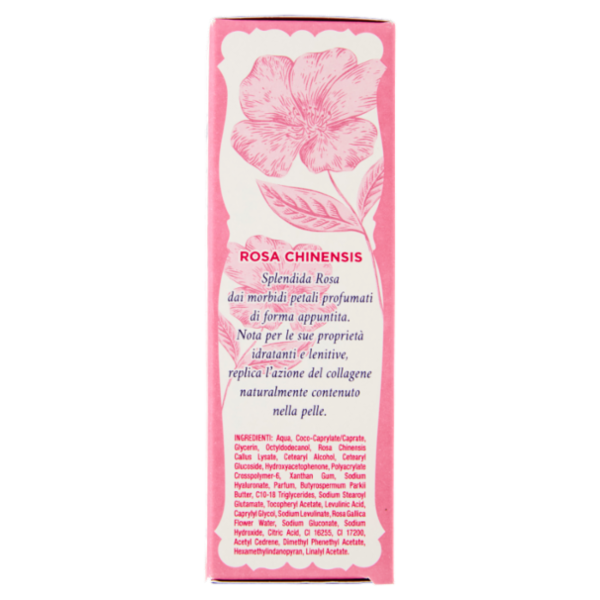 ROSA CHINENSIS
Splendida Rosa
dai morbidi petali profumati
di forma appuntita.
Nota per le sue proprietà
idratanti e lenitive,
replica l'azione del collagene
naturalmente contenuto
nella pelle.
INGREDIENTI: Aqua, Coco-Caprylate/Caprate,
Glycerin, Octyldodecanol, Rosa Chinensis
Callus Lysate, Cetearyl Alcohol, Cetearyl
Glucoside, Hydroxyacetophenone, Polyacrylate
Crosspolymer-6, Xanthan Gum, Sodium
Hyaluronate, Parfum, Butyrospermum Parkii
Butter, C10-18 Triglycerides, Sodium Stearoyl
Glutamate, Tocopheryl Acetate, Levulinic Acid,
Caprylyl Glycol, Sodium Levulinate, Rosa Gallica
Flower Water, Sodium Gluconate, Sodium
Hydroxide, Citric Acid, CI 16255, CI 17290,
Acetyl Cedrene, Dimethyl Phenethyl Acetate,
Hexamethylindanopyran, Linalyl Acetate.